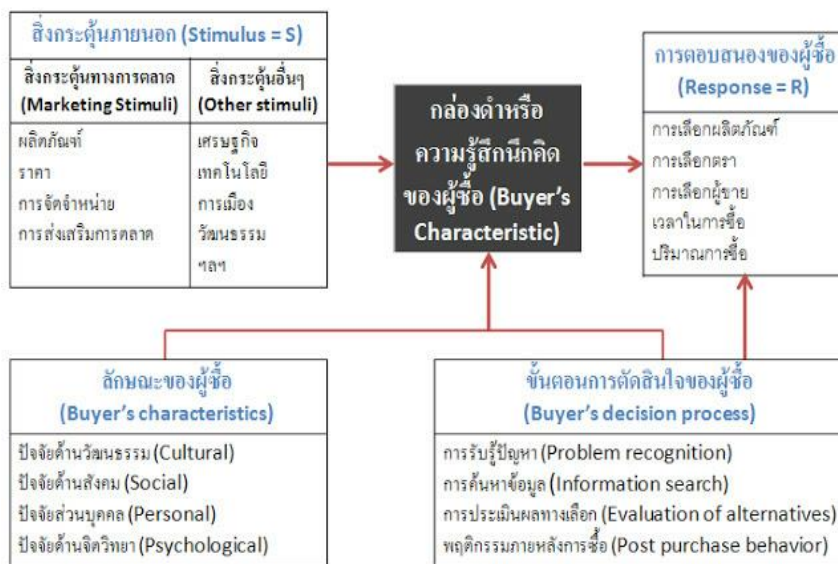 สิ่งกระตุ้นภายนอก (Stimulus = S)
สิ่งกระตุ้นทางการตลาด
(Marketing Stimuli)
ผลิตภัณฑ์
ราคา
การจัดจำหน่าย
การส่งเสริมการตลาด
สิ่งกระตุ้นอื่นๆ
(Other stimuli)
เศรษฐกิจ
เทคโนโลยี
การเมือง
วัฒนธรรม
ฯลฯ
กล่องดำหรือ
ความรู้สึกนึกคิด
ของผู้ซื้อ (Buyer's
Characteristic)
การตอบสนองของผู้ซื้อ
(Response = R)
การเลือกผลิตภัณฑ์
การเลือกตรา
การเลือกผู้ขาย
เวลาในการซื้อ
ปริมาณการซื้อ
ลักษณะของผู้ซื้อ
(Buyer's characteristics)
ปัจจัยด้านวัฒนธรรม (Cultural)
ปัจจัยด้านสังคม (Social)
ปัจจัยส่วนบุคคล (Personal)
ปัจจัยด้านจิตวิทยา (Psychological)
ขั้นตอนการตัดสินใจของผู้ซื้อ
(Buyer's decision process)
การรับรู้ปัญหา (Problem recognition)
การค้นหาข้อมูล (Information search)
การประเมินผลทางเลือก (Evaluation of alternatives)
พฤติกรรมภายหลังการซื้อ (Post purchase behavior)